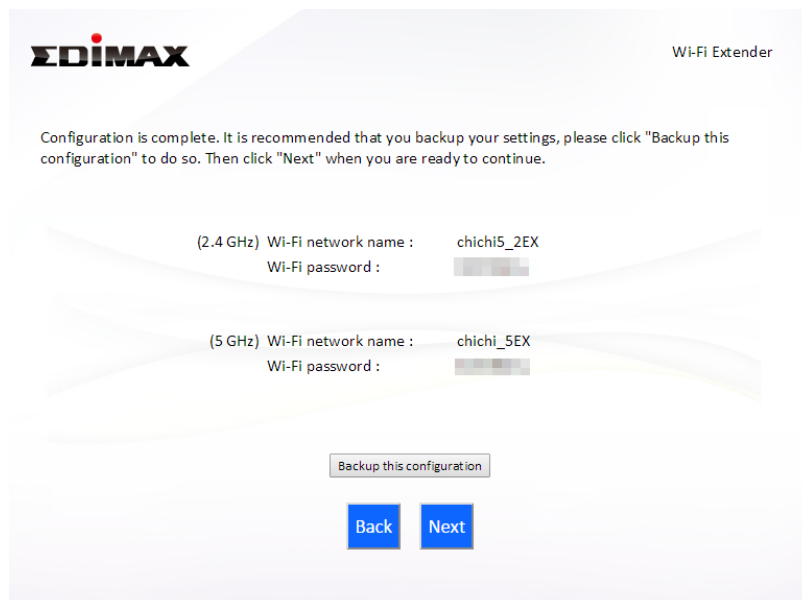 EDIMAX
Wi-Fi Extender
Configuration is complete. It is recommended that you backup your settings, please click "Backup this
configuration" to do so. Then click "Next" when you are ready to continue.
(2.4 GHz) Wi-Fi network name : chichi5_2EX
Wi-Fi password :
(5 GHz) Wi-Fi network name : chichi_5EX
Wi-Fi password :
Backup this configuration
Back Next